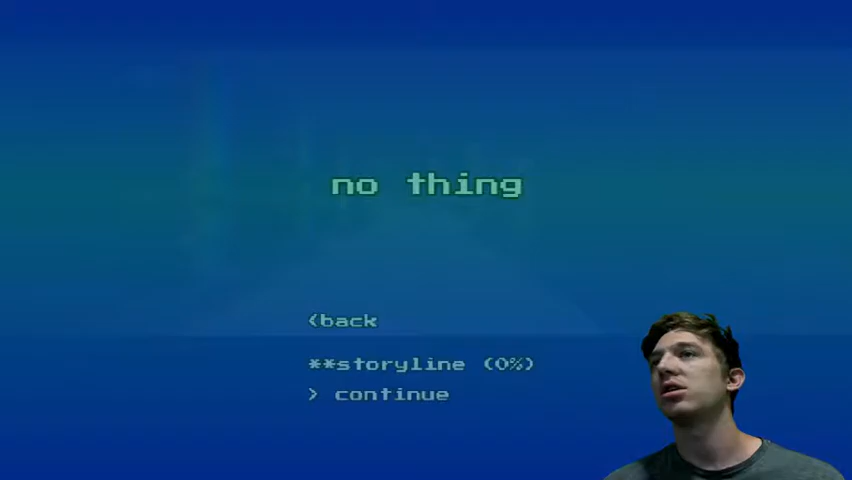 no thing
(back
**storyline (0%)
> continue